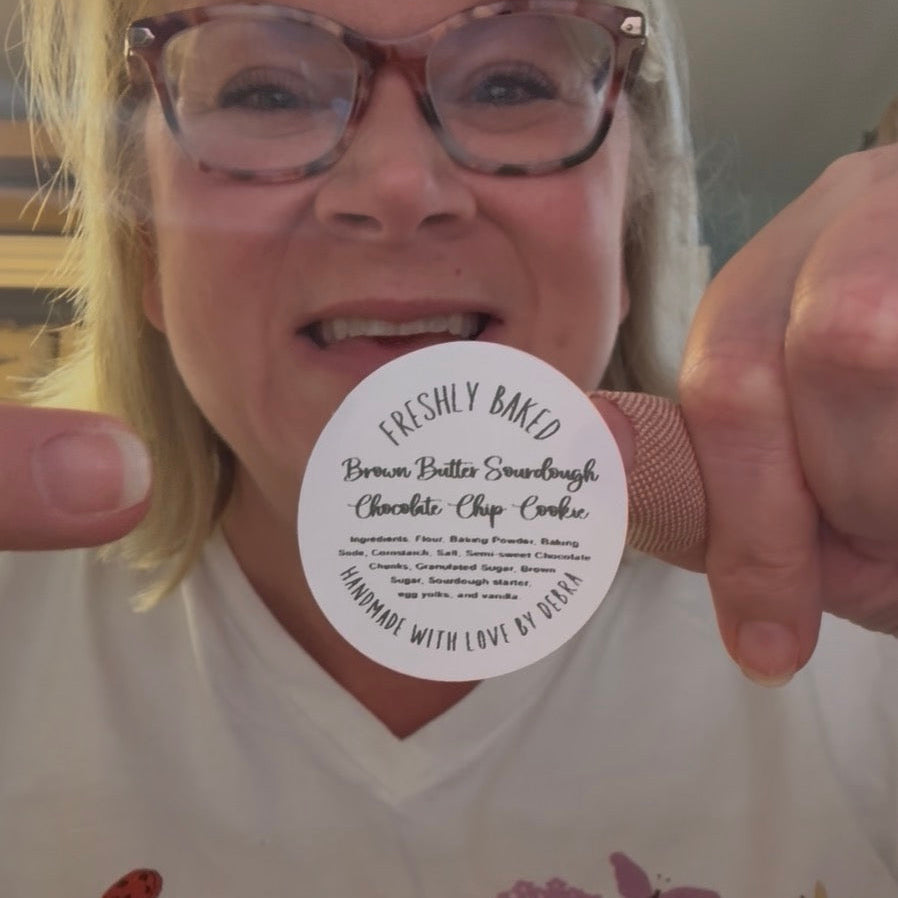 FRESHLY BAKED
Brown Butter Sourdough
Chocolate Chip Cookie
Ingredients: Flour, Baking Powder, Baking
Soda, Cornstarch, Salt, Semi-sweet Chocolate
Chunks, Granulated Sugar, Brown
Sugar, Sourdough starter,
egg yolks, and vanilla.
HANDMADE WITH LOVE BY DEBRA